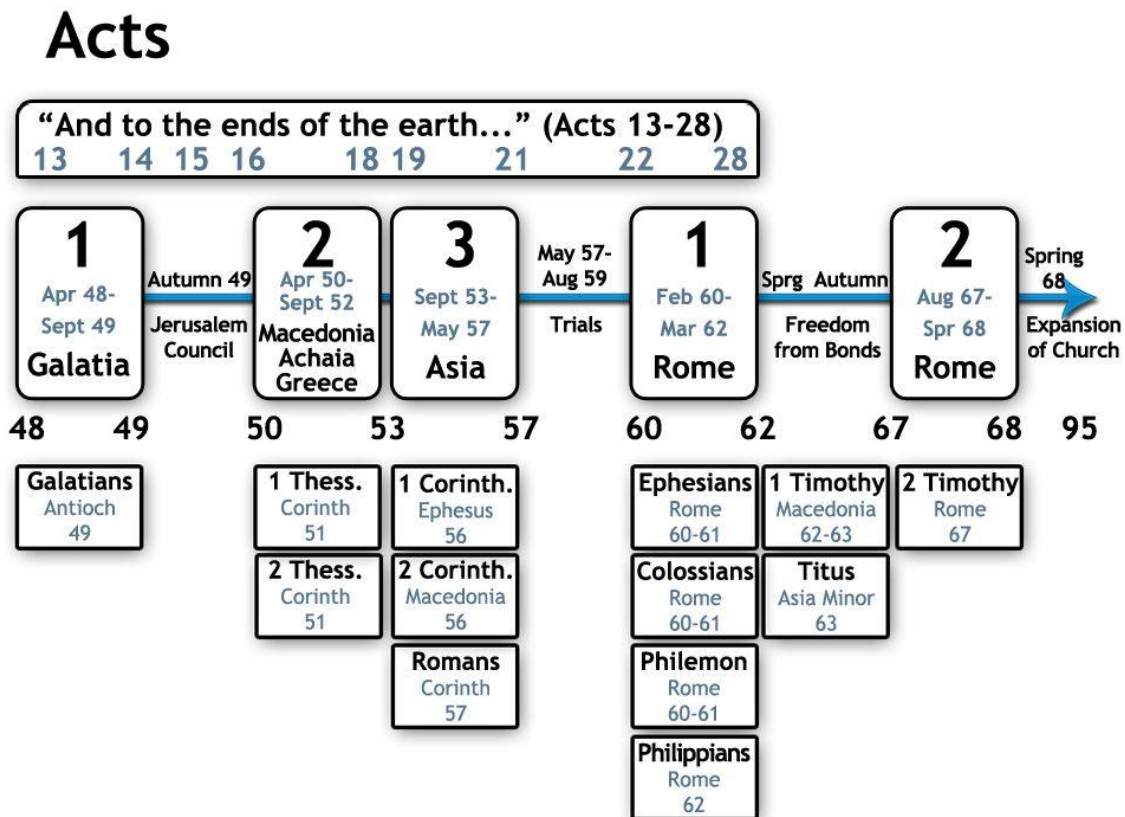 Acts
“And to the ends of the earth...” (Acts 13-28)
13 14 15 16 18 19 21 22 28
1
Apr 48-
Sept 49
Galatia
Autumn 49
Jerusalem
Council
2
Apr 50-
Sept 52
Macedonia
Achaia
Greece
3
Sept 53-
May 57
Asia
May 57-
Aug 59
Trials
1
Feb 60-
Mar 62
Rome
Sprg Autumn
Freedom
from Bonds
2
Aug 67-
Spr 68
Rome
Spring
68
Expansion
of Church
48 49 50 53 57 60 62 67 68 95
Galatians
Antioch
49
1 Thess.
Corinth
51
2 Thess.
Corinth
51
1 Corinth.
Ephesus
56
2 Corinth.
Macedonia
56
Romans
Corinth
57
Ephesians
Rome
60-61
Colossians
Rome
60-61
Philemon
Rome
60-61
Philippians
Rome
62
1 Timothy
Macedonia
62-63
Titus
Asia Minor
63
2 Timothy
Rome
67